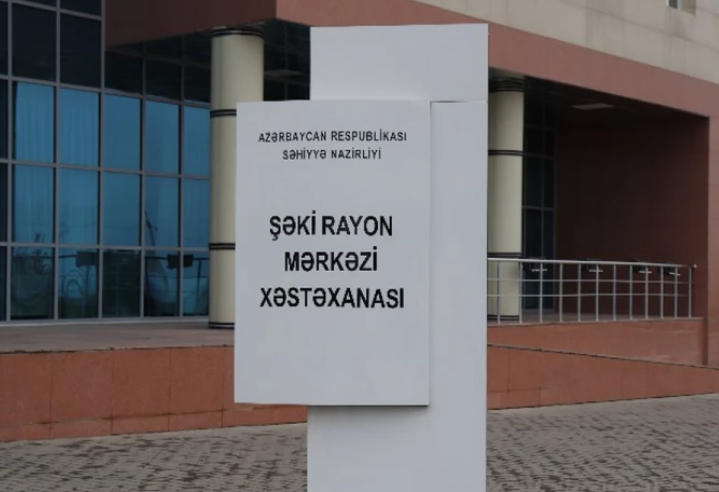 AZƏRBAYCAN RESPUBLİKASI
SƏHİYYƏ NAZİRLİYİ
ŞƏKİ RAYON
MƏRKƏZİ
XƏSTƏXANASI